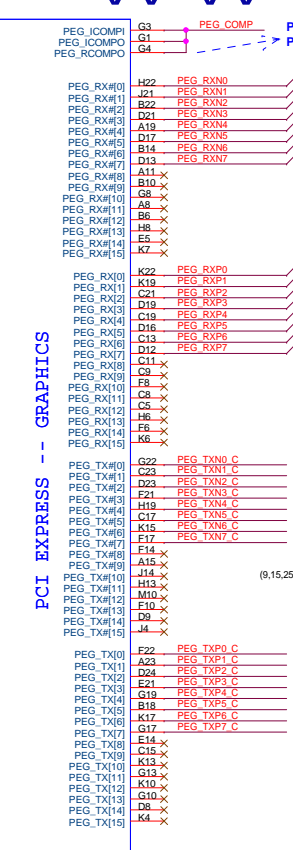 PEG_ICOMPI G3 PEG_COMP P
PEG_ICOMPO G1
PEG_RCOMPO G4 P
PEG_RX#[0] H22 PEG_RXN0
PEG_RX#[1] J21 PEG_RXN1
PEG_RX#[2] B22 PEG_RXN2
PEG_RX#[3] D21 PEG_RXN3
PEG_RX#[4] A19 PEG_RXN4
PEG_RX#[5] D17 PEG_RXN5
PEG_RX#[6] B14 PEG_RXN6
PEG_RX#[7] D13 PEG_RXN7
PEG_RX#[8] A11
PEG_RX#[9] B10
PEG_RX#[10] G8
PEG_RX#[11] A8
PEG_RX#[12] B6
PEG_RX#[13] H8
PEG_RX#[14] E5
PEG_RX#[15] K7
PEG_RX[0] K22 PEG_RXP0
PEG_RX[1] K19 PEG_RXP1
PEG_RX[2] C21 PEG_RXP2
PEG_RX[3] D19 PEG_RXP3
PEG_RX[4] C19 PEG_RXP4
PEG_RX[5] D16 PEG_RXP5
PEG_RX[6] C13 PEG_RXP6
PEG_RX[7] D12 PEG_RXP7
PEG_RX[8] C11
PEG_RX[9] C9
PEG_RX[10] F8
PEG_RX[11] C8
PEG_RX[12] C5
PEG_RX[13] H6
PEG_RX[14] F6
PEG_RX[15] K6
PCI EXPRESS -- GRAPHICS
PEG_TX#[0] G22 PEG_TXN0_C
PEG_TX#[1] C23 PEG_TXN1_C
PEG_TX#[2] D23 PEG_TXN2_C
PEG_TX#[3] F21 PEG_TXN3_C
PEG_TX#[4] H19 PEG_TXN4_C
PEG_TX#[5] C17 PEG_TXN5_C
PEG_TX#[6] K15 PEG_TXN6_C
PEG_TX#[7] F17 PEG_TXN7_C
PEG_TX#[8] F14
PEG_TX#[9] A15
PEG_TX#[10] J14 (9,15,25
PEG_TX#[11] H13
PEG_TX#[12] M10
PEG_TX#[13] F10
PEG_TX#[14] D9
PEG_TX#[15] J4
PEG_TX[0] F22 PEG_TXP0_C
PEG_TX[1] A23 PEG_TXP1_C
PEG_TX[2] D24 PEG_TXP2_C
PEG_TX[3] E21 PEG_TXP3_C
PEG_TX[4] G19 PEG_TXP4_C
PEG_TX[5] B18 PEG_TXP5_C
PEG_TX[6] K17 PEG_TXP6_C
PEG_TX[7] G17 PEG_TXP7_C
PEG_TX[8] E14
PEG_TX[9] C15
PEG_TX[10] K13
PEG_TX[11] G13
PEG_TX[12] K10
PEG_TX[13] G10
PEG_TX[14] D8
PEG_TX[15] K4